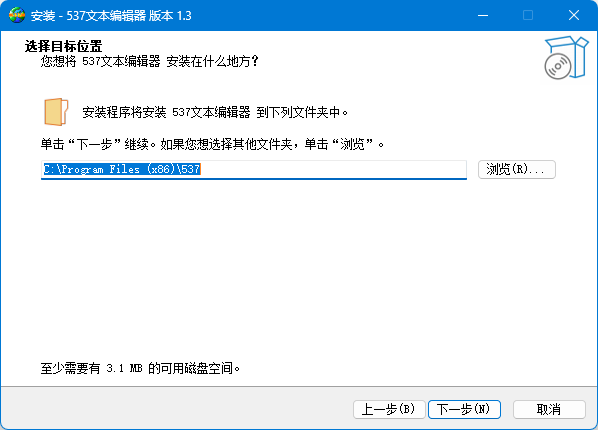 安装 - 537文本编辑器 版本 1.3
选择目标位置
您想将 537文本编辑器 安装在什么地方?
安装程序将安装 537文本编辑器 到下列文件夹中。
单击“下一步”继续。如果您想选择其他文件夹，单击“浏览”。
C:\Program Files (x86)\537
浏览(R)...
至少需要有 3.1 MB 的可用磁盘空间。
上一步(B)
下一步(N)
取消